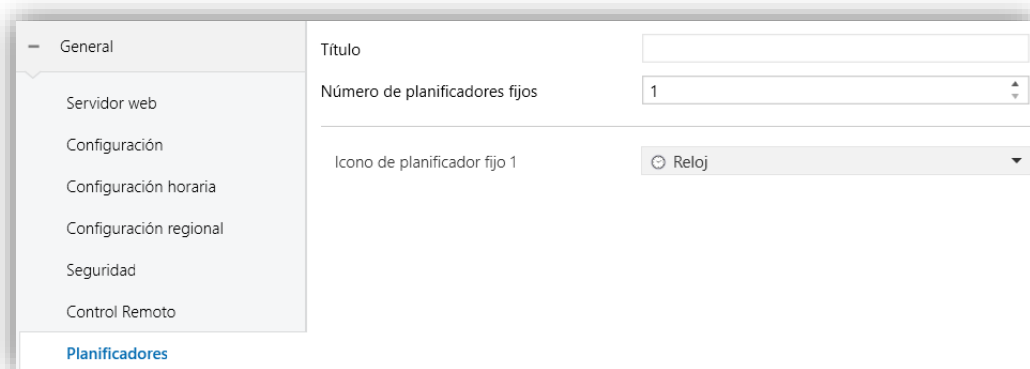 General
Servidor web
Configuración
Configuración horaria
Configuración regional
Seguridad
Control Remoto
Planificadores
Título
Número de planificadores fijos 1
Icono de planificador fijo 1 Reloj